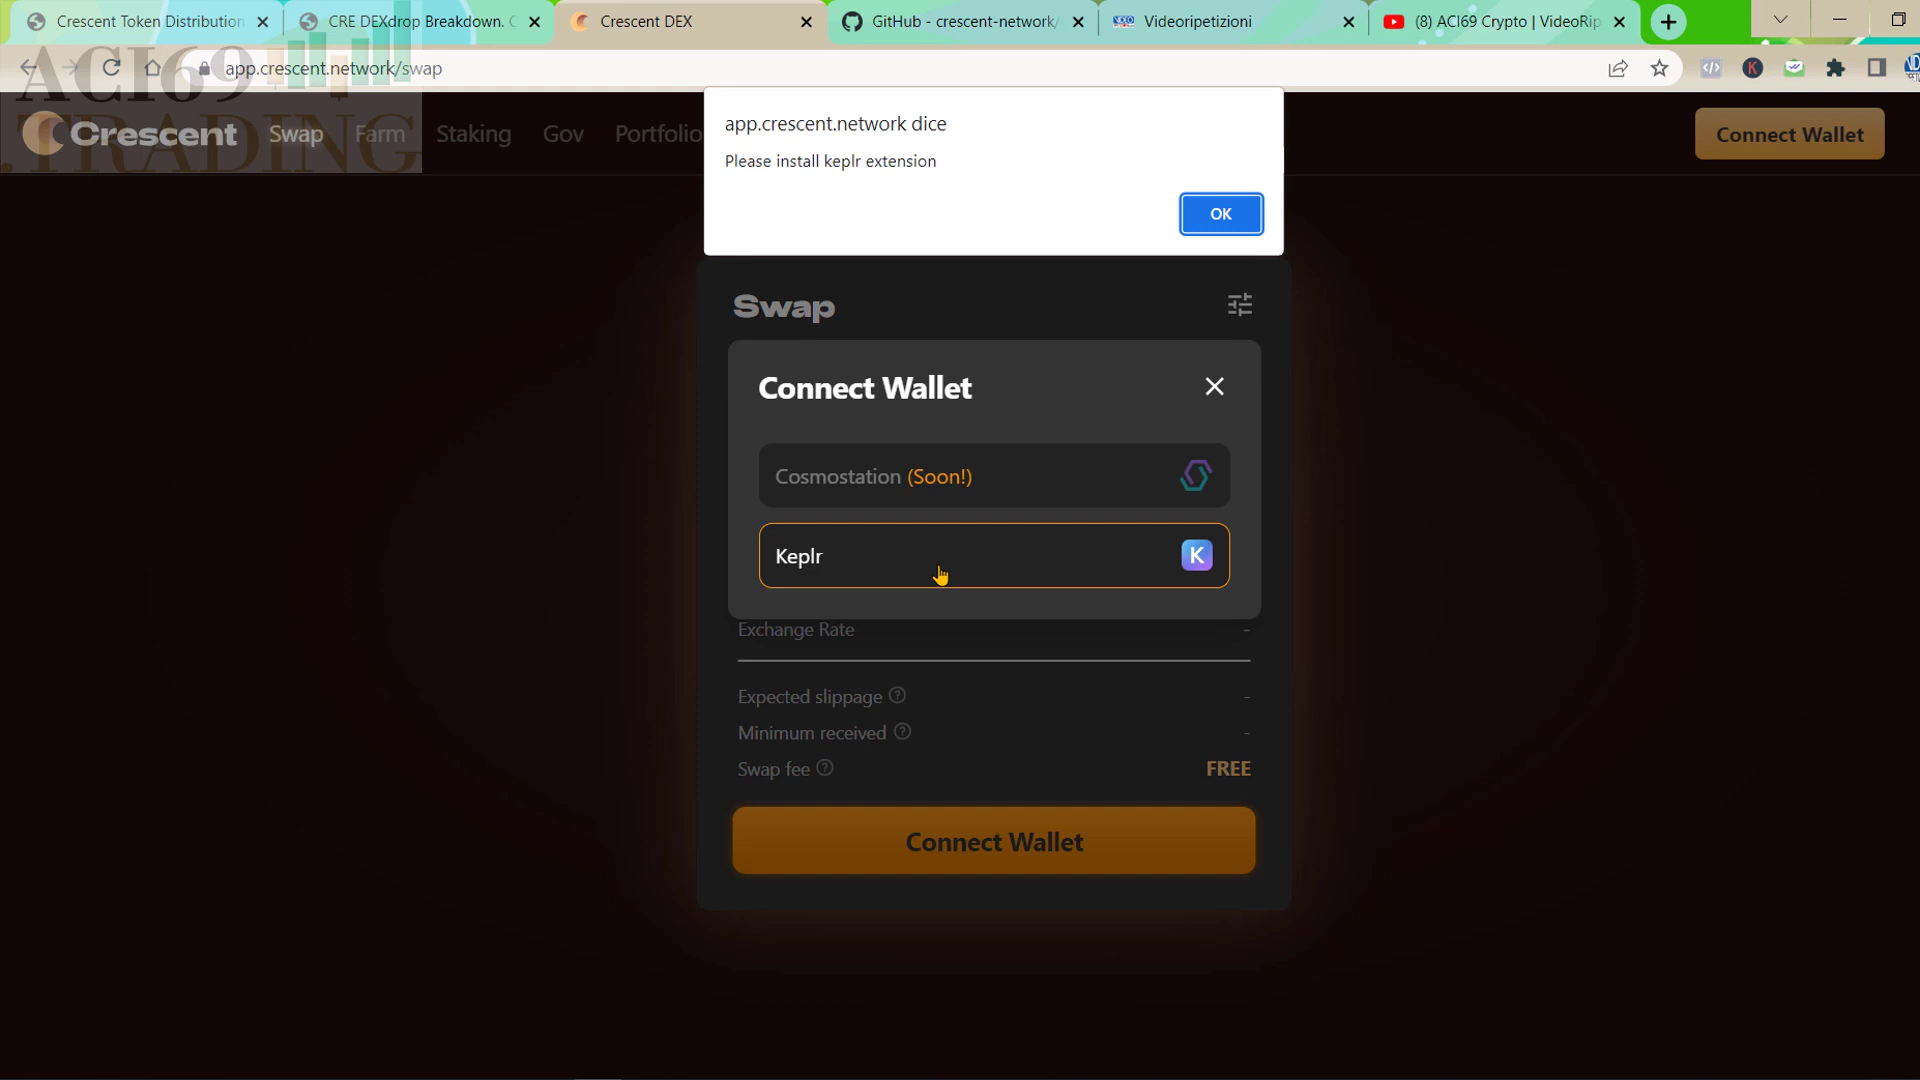 Crescent Token Distribution
CRE DEXdrop Breakdown. C
Crescent DEX
GitHub - crescent-network/
Videoripetizioni
(8) ACI69 Crypto | VideoRip
app.crescent.network/swap
ACI69
.TRADING
Crescent
Swap
Farm
Staking
Gov
Portfolio
Connect Wallet
app.crescent.network dice
Please install keplr extension
OK
Swap
Connect Wallet
Cosmostation (Soon!)
Keplr
K
Exchange Rate -
Expected slippage ? -
Minimum received ? -
Swap fee ? FREE
Connect Wallet